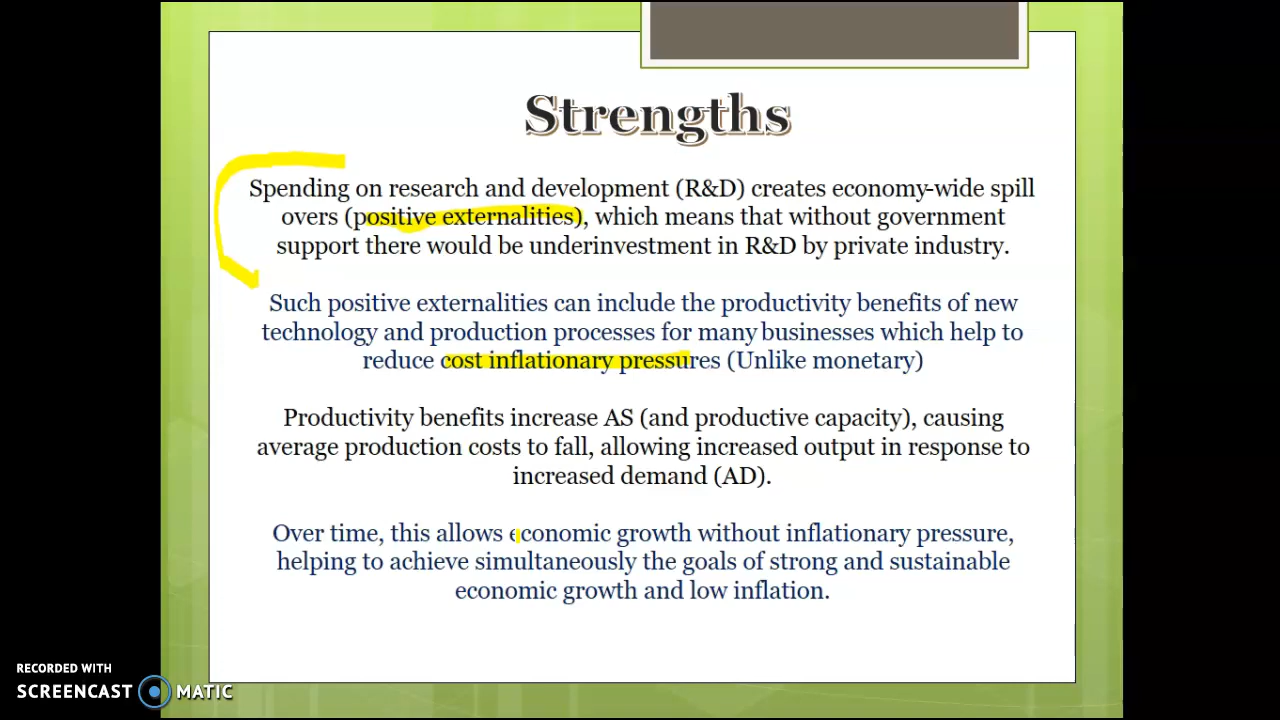 Strengths
Spending on research and development (R&D) creates economy-wide spill
overs (positive externalities), which means that without government
support there would be underinvestment in R&D by private industry.
Such positive externalities can include the productivity benefits of new
technology and production processes for many businesses which help to
reduce cost inflationary pressures (Unlike monetary)
Productivity benefits increase AS (and productive capacity), causing
average production costs to fall, allowing increased output in response to
increased demand (AD).
Over time, this allows economic growth without inflationary pressure,
helping to achieve simultaneously the goals of strong and sustainable
economic growth and low inflation.
RECORDED WITH
SCREENCAST MATIC